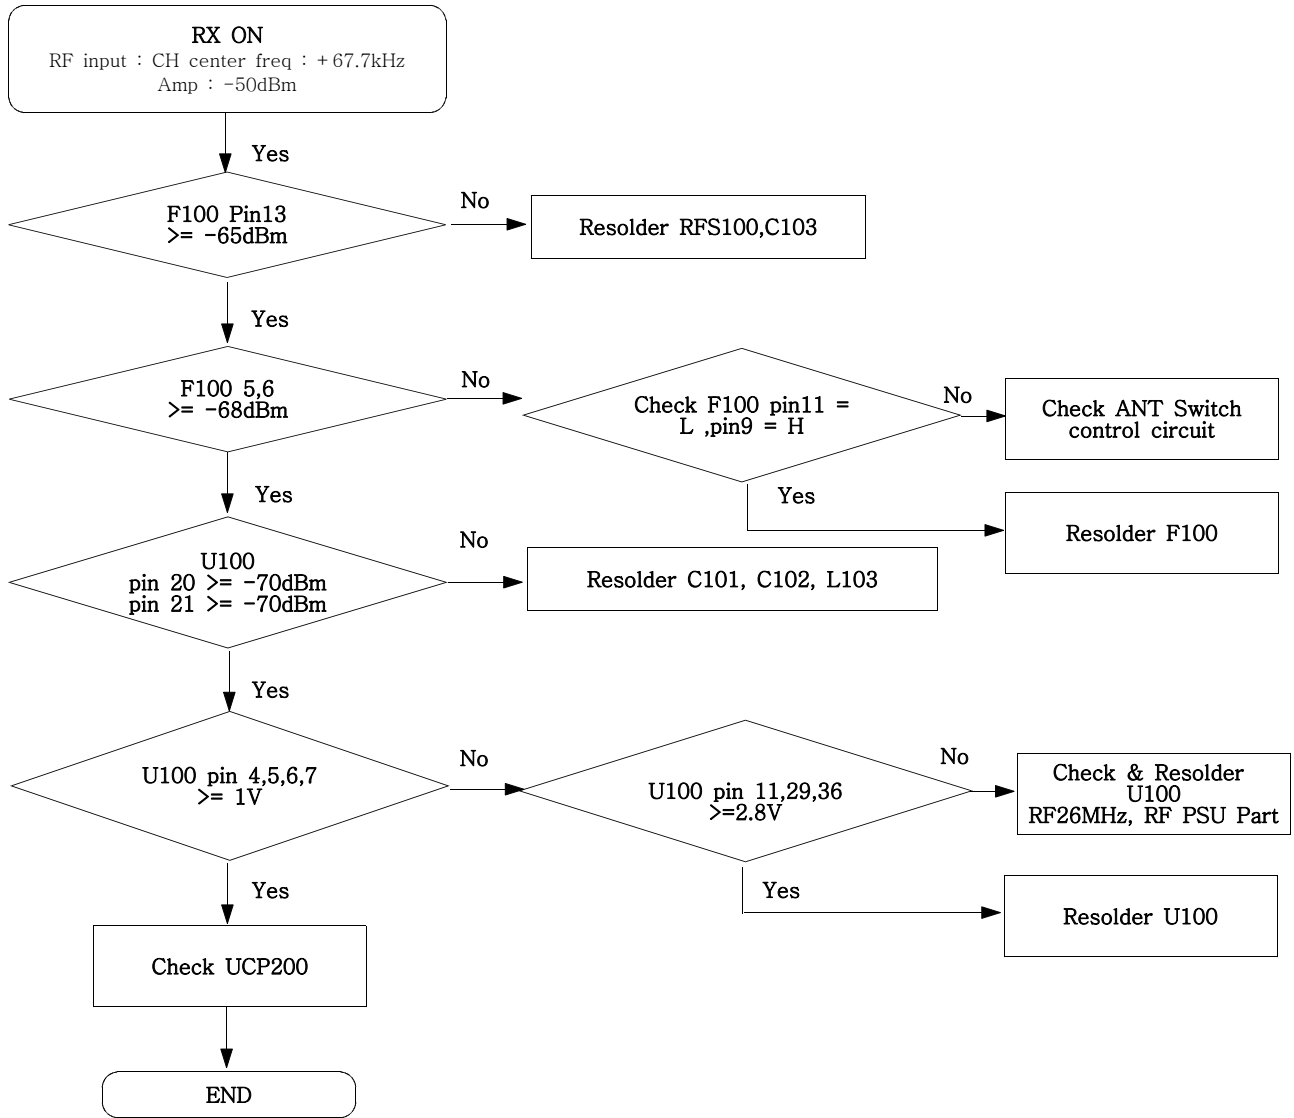 RX ON
RF input : CH center freq : +67.7kHz
Amp : -50dBm
Yes
F100 Pin13
>= -65dBm
No
Resolder RFS100,C103
Yes
F100 5,6
>= -68dBm
No
Check F100 pin11 =
L ,pin9 = H
No
Check ANT Switch
control circuit
Yes
Resolder F100
Yes
U100
pin 20 >= -70dBm
pin 21 >= -70dBm
No
Resolder C101, C102, L103
Yes
U100 pin 4,5,6,7
>= 1V
No
U100 pin 11,29,36
>=2.8V
No
Check & Resolder
U100
RF26MHz, RF PSU Part
Yes
Resolder U100
Yes
Check UCP200
END